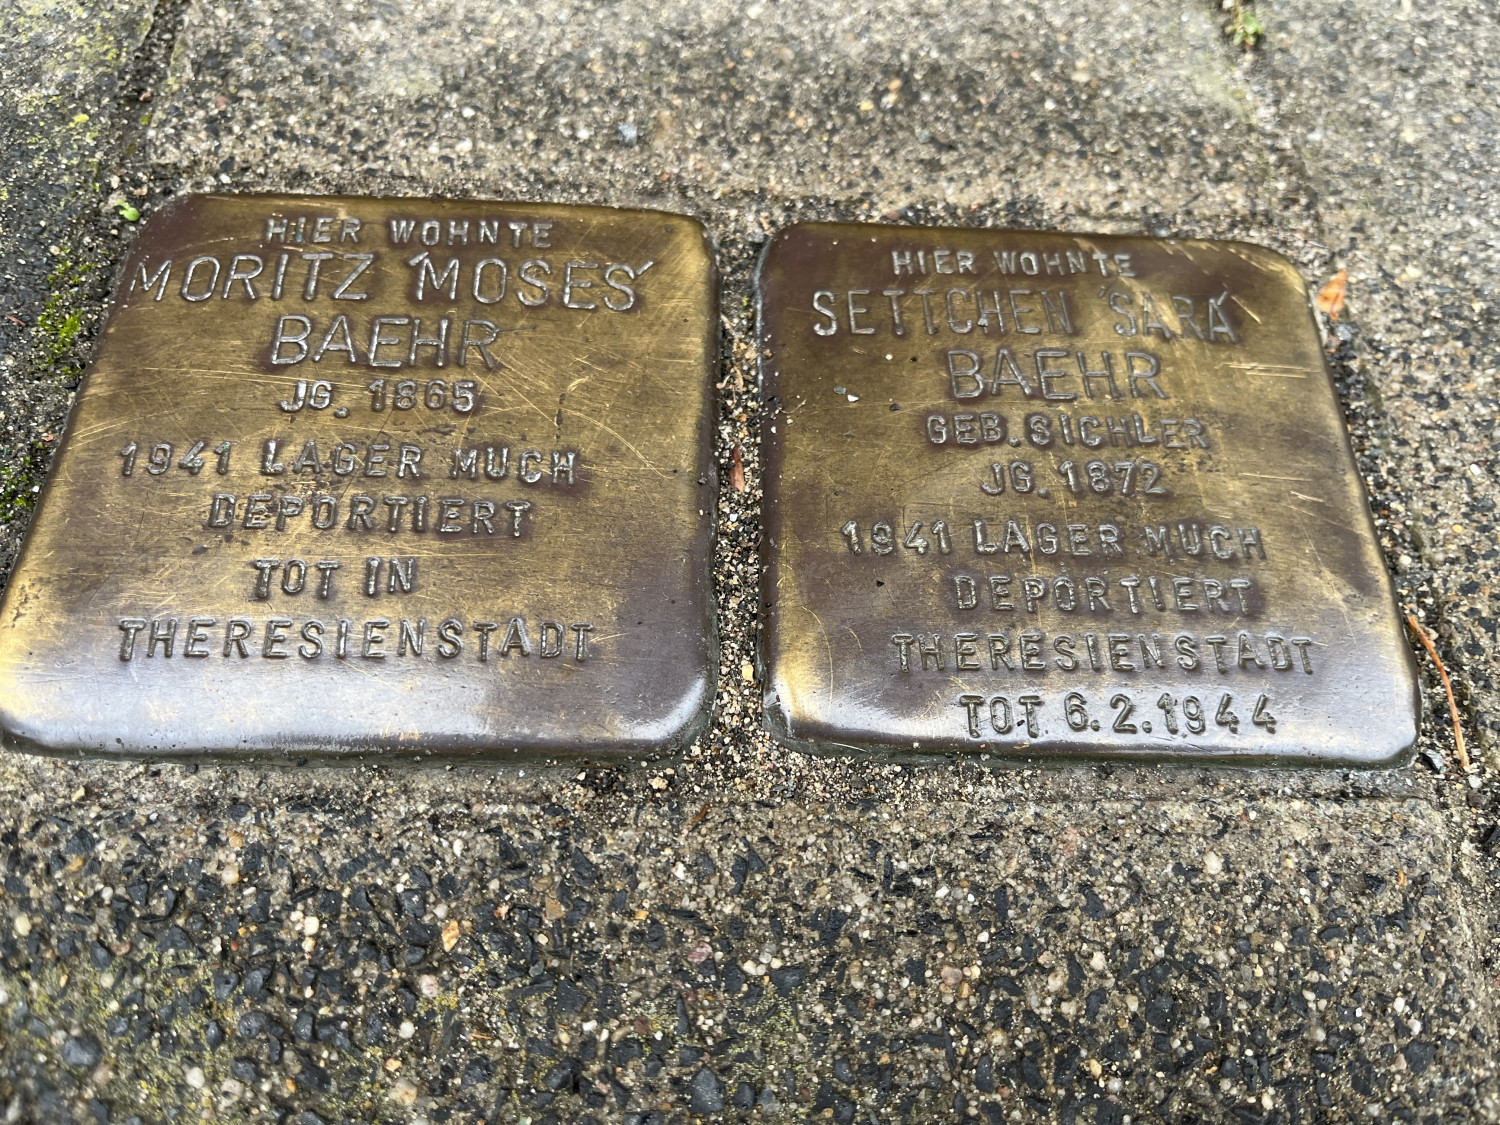 HIER WOHNTE
MORITZ 'MOSES'
BAEHR
JG. 1865
1941 LAGER MUCH
DEPORTIERT
TOT IN
THERESIENSTADT
HIER WOHNTE
SETTCHEN 'SARA'
BAEHR
GEB. SICHLER
JG. 1872
1941 LAGER MUCH
DEPORTIERT
THERESIENSTADT
TOT 6.2.1944